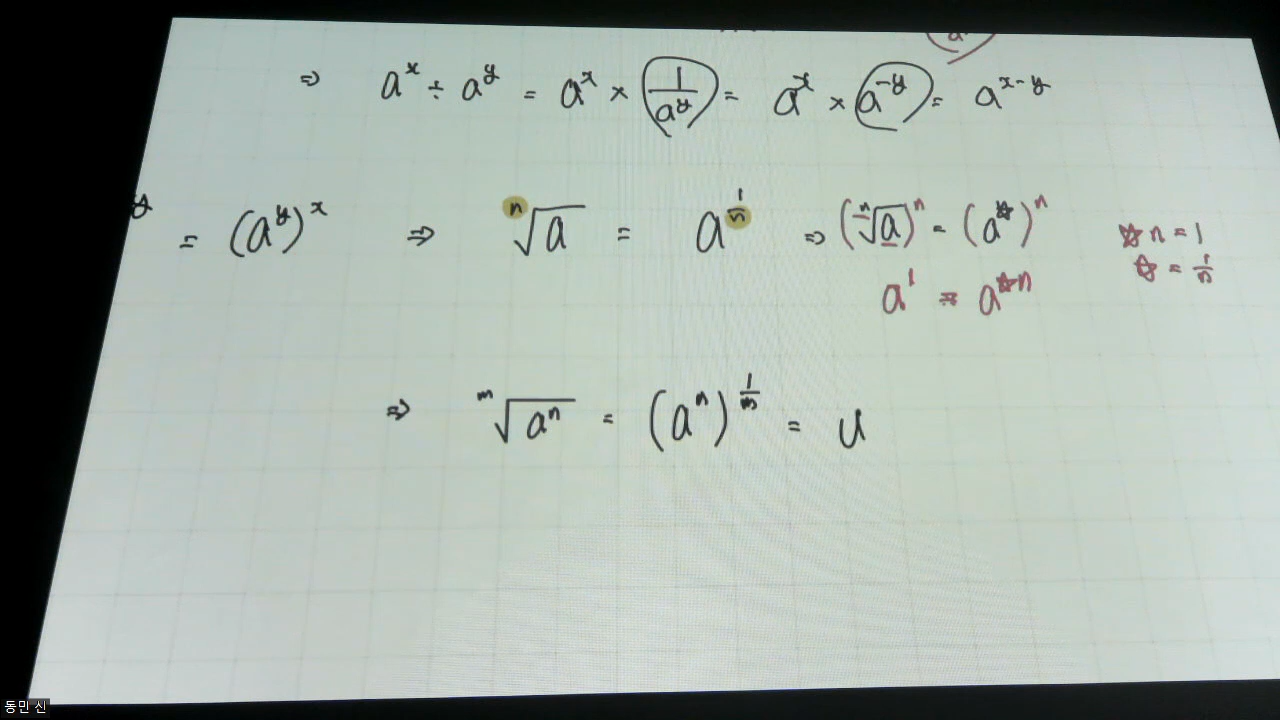 ⇒ a^x ÷ a^y = a^x × 1/a^y = a^x × a^-y = a^x-y
y = (a^y)^x ⇒ ⁿ√a = a^1/n ⇒ (ⁿ√a)^n = (a^☆)^n ☆n = 1
☆ = 1/n
a^1 = a^☆n
⇒ ᵐ√a^n = (a^n)^1/m = u
동민 신